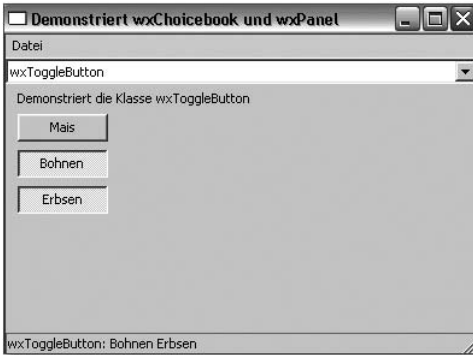 Demonstriert wxChoicebook und wxPanel
Datei
wxToggleButton
Demonstriert die Klasse wxToggleButton
Mais
Bohnen
Erbsen
wxToggleButton: Bohnen Erbsen